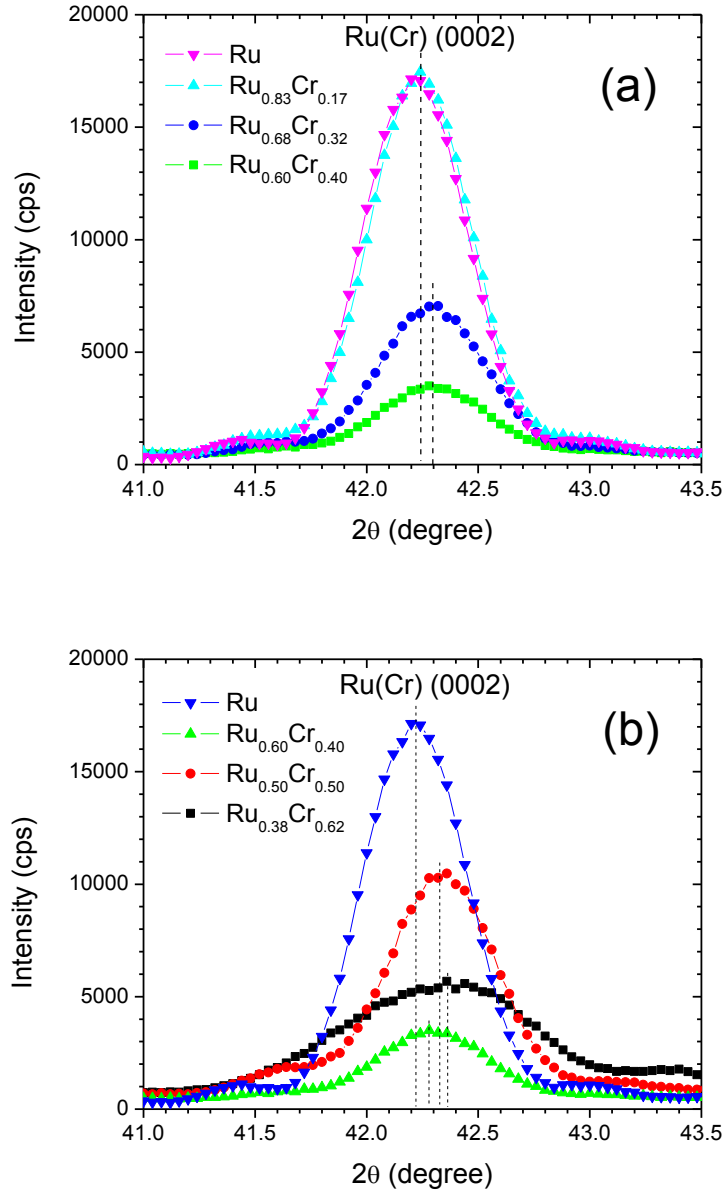 Ru(Cr) (0002)
(a)
Ru
Ru0.83Cr0.17
Ru0.68Cr0.32
Ru0.60Cr0.40
20000
15000
10000
5000
0
Intensity (cps)
41.0 41.5 42.0 42.5 43.0 43.5
2θ (degree)
Ru(Cr) (0002)
(b)
Ru
Ru0.60Cr0.40
Ru0.50Cr0.50
Ru0.38Cr0.62
20000
15000
10000
5000
0
Intensity (cps)
41.0 41.5 42.0 42.5 43.0 43.5
2θ (degree)